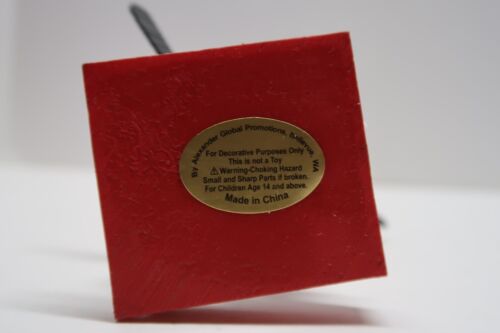 By Alexander Global Promotions, Bellevue, WA
For Decorative Purposes Only
This is not a Toy
⚠Warning-Choking Hazard
Small and Sharp Parts if broken.
For Children Age 14 and above.
Made in China